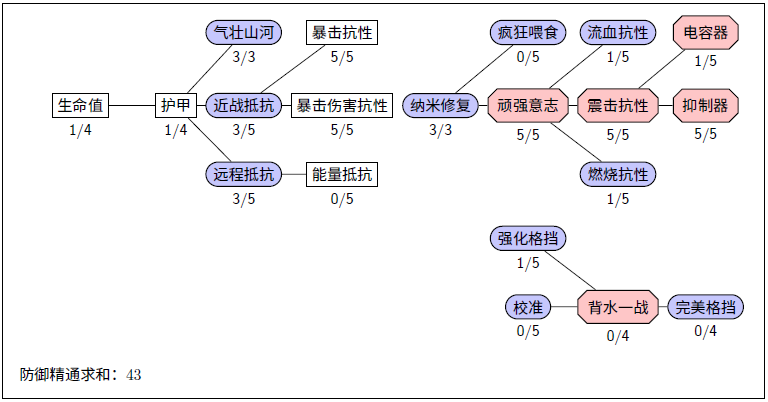 气壮山河
3/3
暴击抗性
5/5
疯狂喂食
0/5
流血抗性
1/5
电容器
1/5
生命值
1/4
护甲
1/4
近战抵抗
3/5
暴击伤害抗性
5/5
纳米修复
3/3
顽强意志
5/5
震击抗性
5/5
抑制器
5/5
远程抵抗
3/5
能量抵抗
0/5
燃烧抗性
1/5
强化格挡
1/5
校准
0/5
背水一战
0/4
完美格挡
0/4
防御精通求和：43